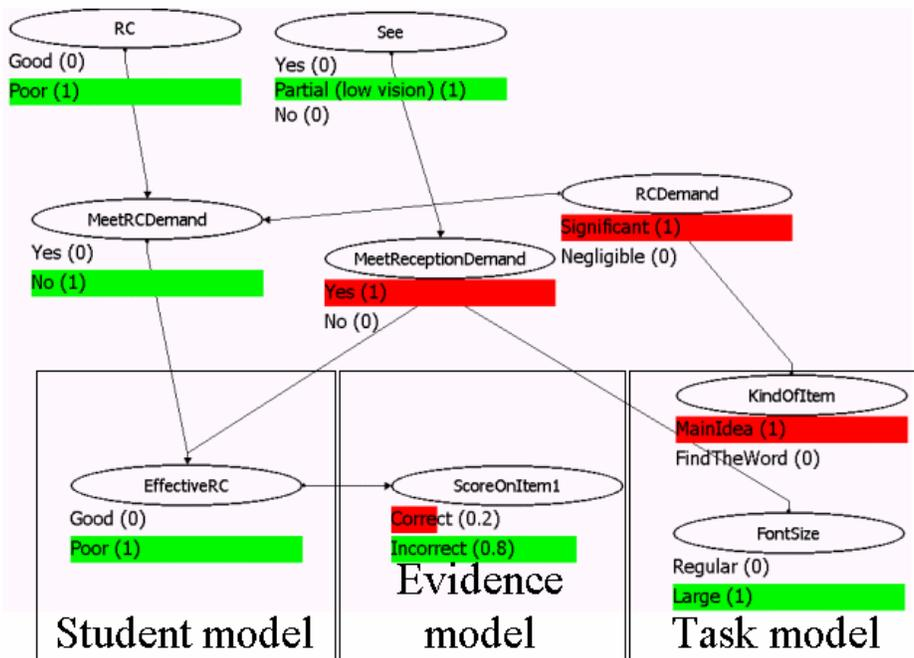 RC
Good (0)
Poor (1)
See
Yes (0)
Partial (low vision) (1)
No (0)
MeetRCDemand
Yes (0)
No (1)
RCDemand
Significant (1)
Negligible (0)
MeetReceptionDemand
Yes (1)
No (0)
KindOfItem
MainIdea (1)
FindTheWord (0)
EffectiveRC
Good (0)
Poor (1)
ScoreOnItem1
Correct (0.2)
Incorrect (0.8)
FontSize
Regular (0)
Large (1)
Student model
Evidence
model
Task model